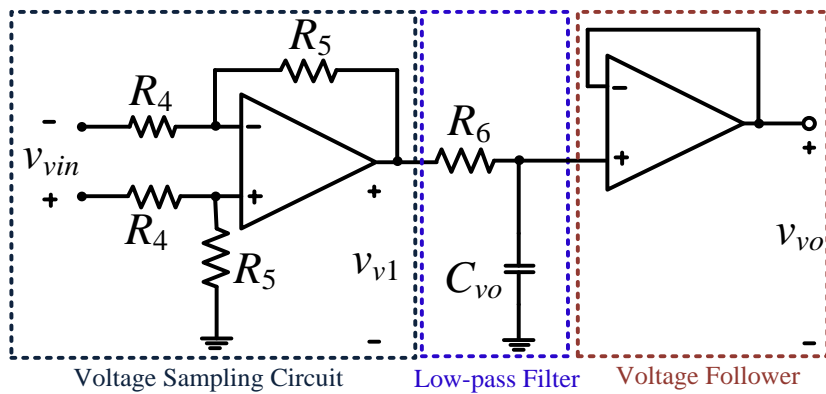 R5
R4
−
−
−
vvin
R6
+
+
+
+
+
R4
R5
vv1
Cvo
vvo
−
−
Voltage Sampling Circuit
Low-pass Filter
Voltage Follower